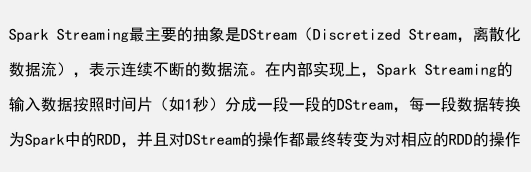 Spark Streaming最主要的抽象是DStream（Discretized Stream，离散化
数据流），表示连续不断的数据流。在内部实现上，Spark Streaming的
输入数据按照时间片（如1秒）分成一段一段的DStream，每一段数据转换
为Spark中的RDD，并且对DStream的操作都最终转变为对相应的RDD的操作